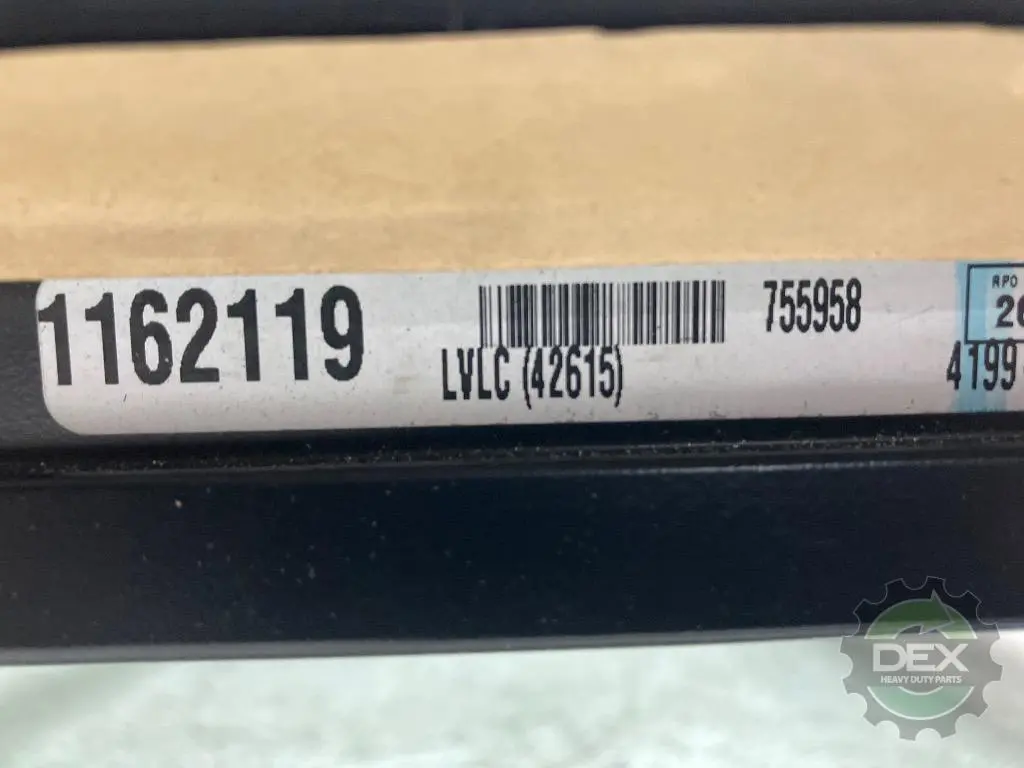 1162119
LVLC (42615)
755958
RPO
4199
DEX
HEAVY DUTY PARTS